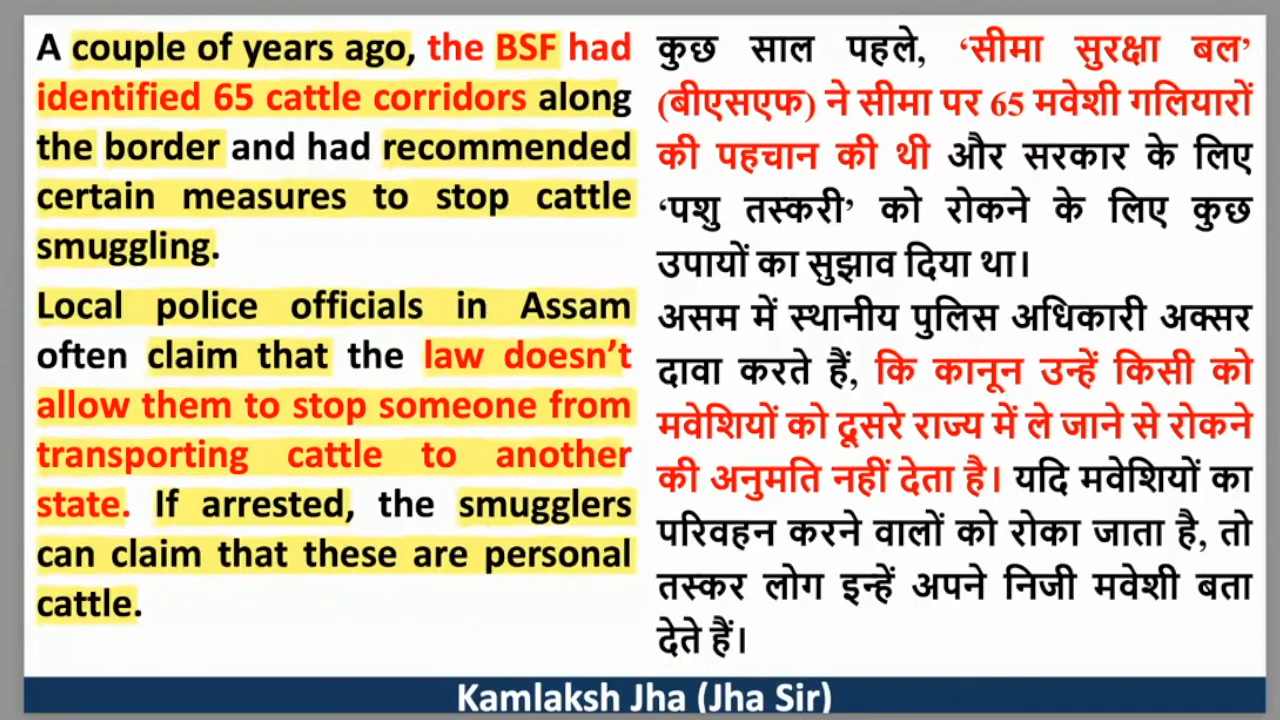 A couple of years ago, the BSF had
identified 65 cattle corridors along
the border and had recommended
certain measures to stop cattle
smuggling.
Local police officials in Assam
often claim that the law doesn’t
allow them to stop someone from
transporting cattle to another
state. If arrested, the smugglers
can claim that these are personal
cattle.
कुछ साल पहले, ‘सीमा सुरक्षा बल’
(बीएसएफ) ने सीमा पर 65 मवेशी गलियारों
की पहचान की थी और सरकार के लिए
‘पशु तस्करी’ को रोकने के लिए कुछ
उपायों का सुझाव दिया था।
असम में स्थानीय पुलिस अधिकारी अक्सर
दावा करते हैं, कि कानून उन्हें किसी को
मवेशियों को दूसरे राज्य में ले जाने से रोकने
की अनुमति नहीं देता है। यदि मवेशियों का
परिवहन करने वालों को रोका जाता है, तो
तस्कर लोग इन्हें अपने निजी मवेशी बता
देते हैं।
Kamlaksh Jha (Jha Sir)